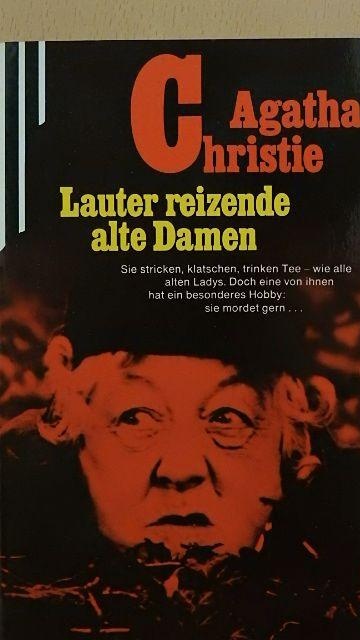 Agatha
Christie
Lauter reizende
alte Damen
Sie stricken, klatschen, trinken Tee – wie alle
alten Ladys. Doch eine von ihnen
hat ein besonderes Hobby:
sie mordet gern . . .